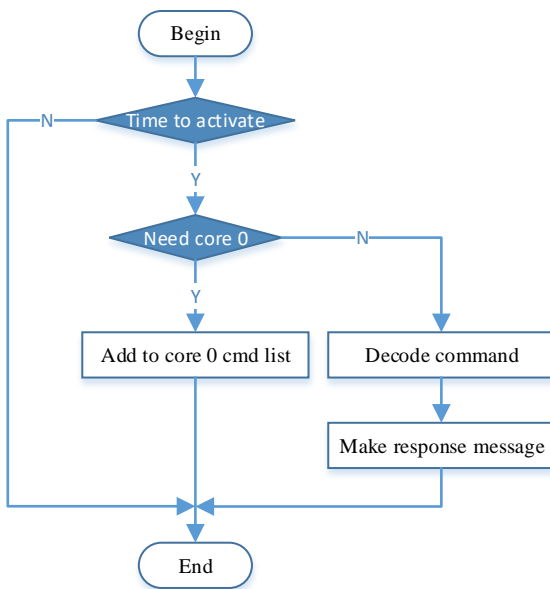 Begin
Time to activate
N
Y
Need core 0
N
Y
Add to core 0 cmd list
Decode command
Make response message
End